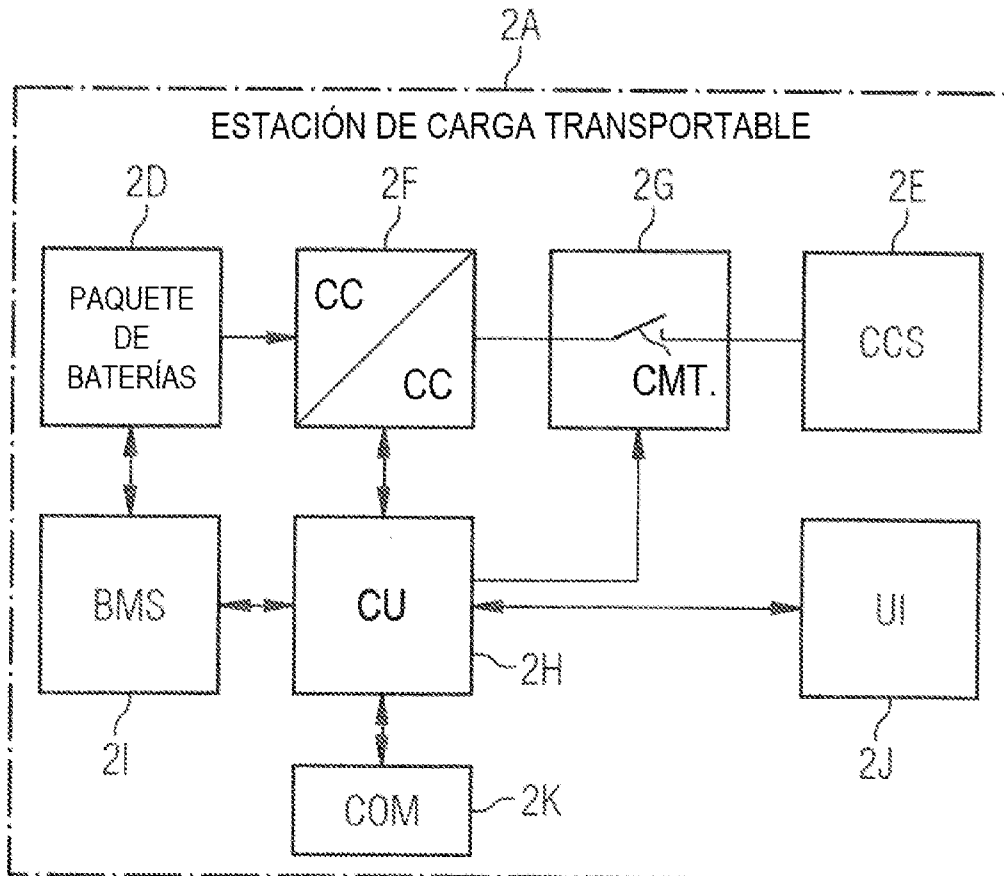 2A
ESTACIÓN DE CARGA TRANSPORTABLE
2D
2F
2G
2E
PAQUETE
DE
BATERÍAS
CC
CC
CMT.
CCS
BMS
CU
UI
2H
2I
2J
COM
2K